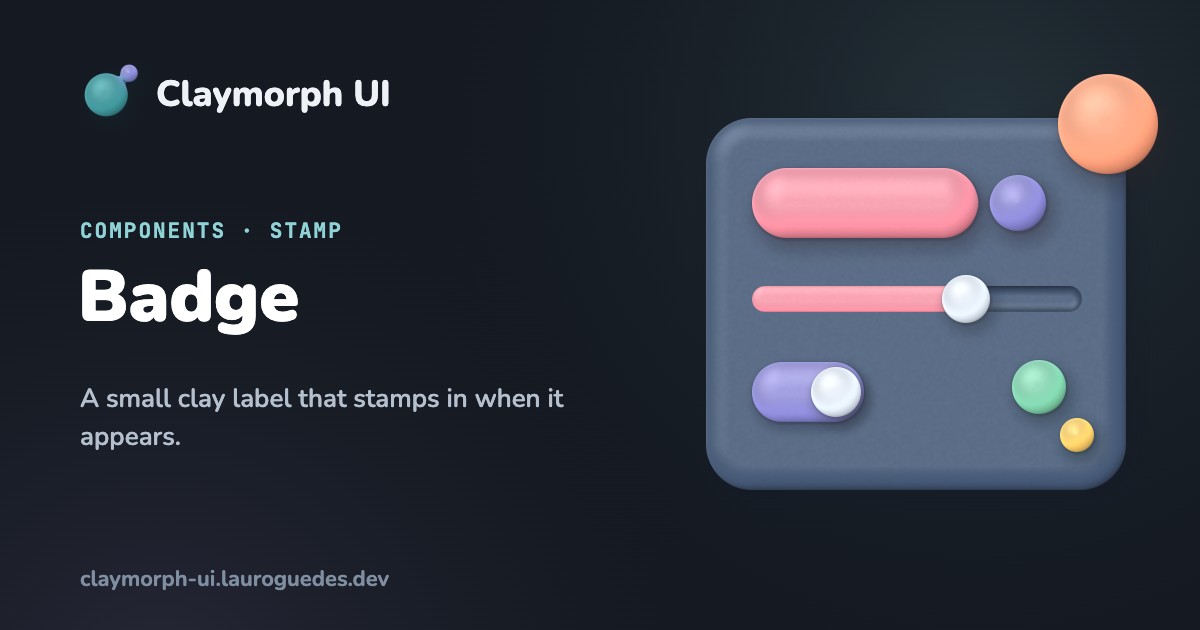 Claymorph UI
COMPONENTS · STAMP
Badge
A small clay label that stamps in when it
appears.
claymorph-ui.lauroguedes.dev